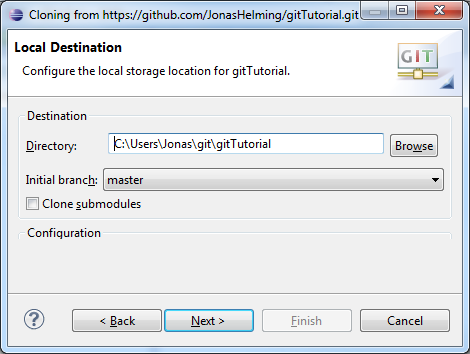 Cloning from https://github.com/JonasHelming/gitTutorial.git
Local Destination
Configure the local storage location for gitTutorial.
GIT
Destination
Directory: C:\Users\Jonas\git\gitTutorial Browse
Initial branch: master
Clone submodules
Configuration
? < Back Next > Finish Cancel